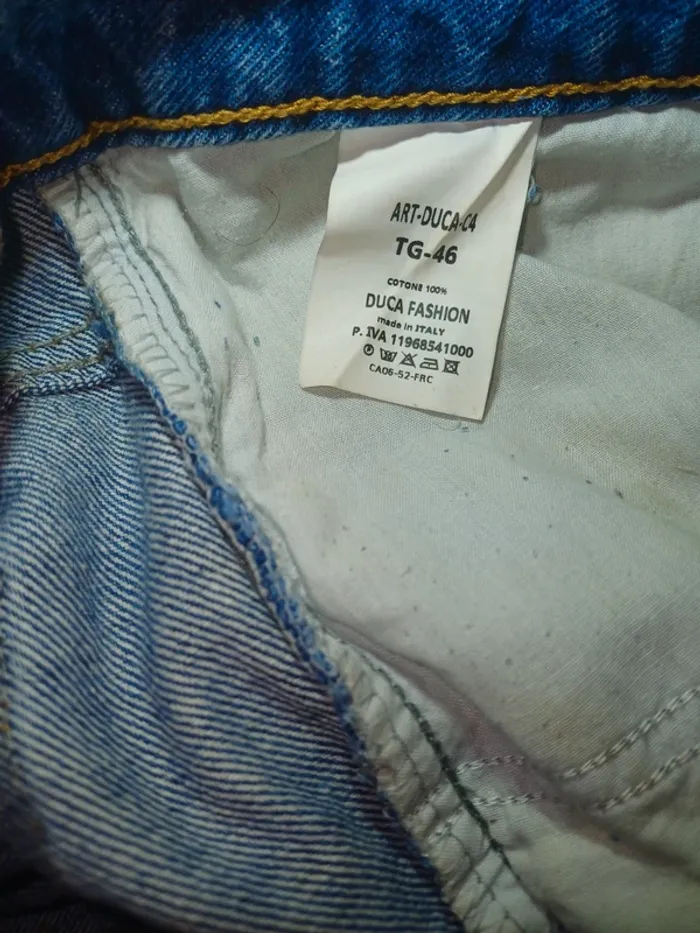 ART-DUCA-C4
TG-46
COTONE 100%
DUCA FASHION
made in ITALY
P. IVA 11968541000
CA06-52-FRC